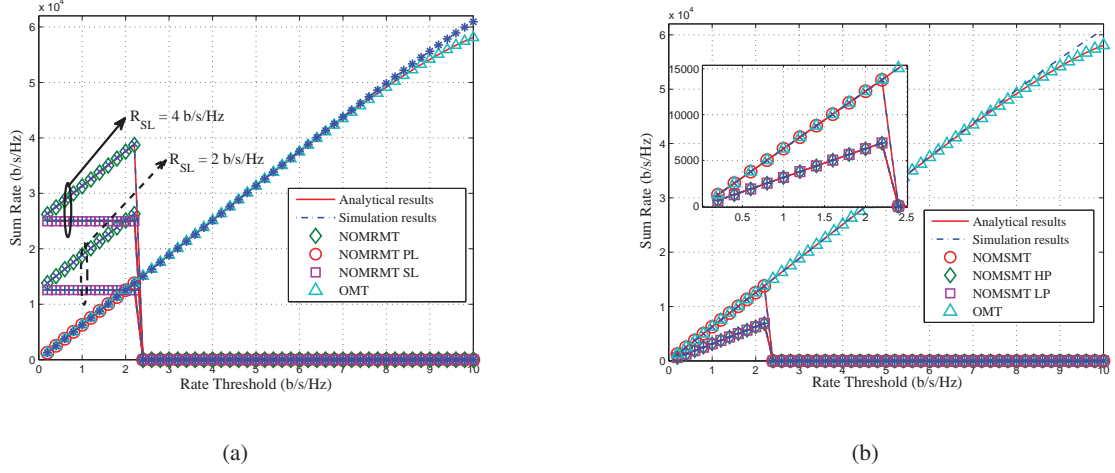 x 10⁴
6
5
4
3
2
1
0
Sum Rate (b/s/Hz)
R_SL = 4 b/s/Hz
R_SL = 2 b/s/Hz
Analytical results
Simulation results
NOMRMT
NOMRMT PL
NOMRMT SL
OMT
0 1 2 3 4 5 6 7 8 9 10
Rate Threshold (b/s/Hz)
(a)
x 10⁴
6
5
4
3
2
1
0
Sum Rate (b/s/Hz)
15000
10000
5000
0
0.5 1 1.5 2 2.5
Analytical results
Simulation results
NOMSMT
NOMSMT HP
NOMSMT LP
OMT
0 1 2 3 4 5 6 7 8 9 10
Rate Threshold (b/s/Hz)
(b)